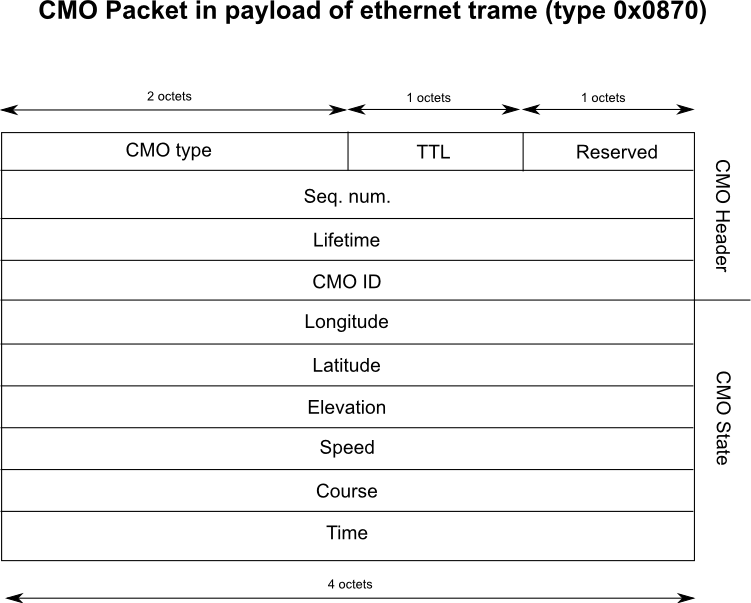 CMO Packet in payload of ethernet trame (type 0x0870)
2 octets
1 octets
1 octets
CMO type
TTL
Reserved
Seq. num.
Lifetime
CMO ID
CMO Header
Longitude
Latitude
Elevation
Speed
Course
Time
CMO State
4 octets